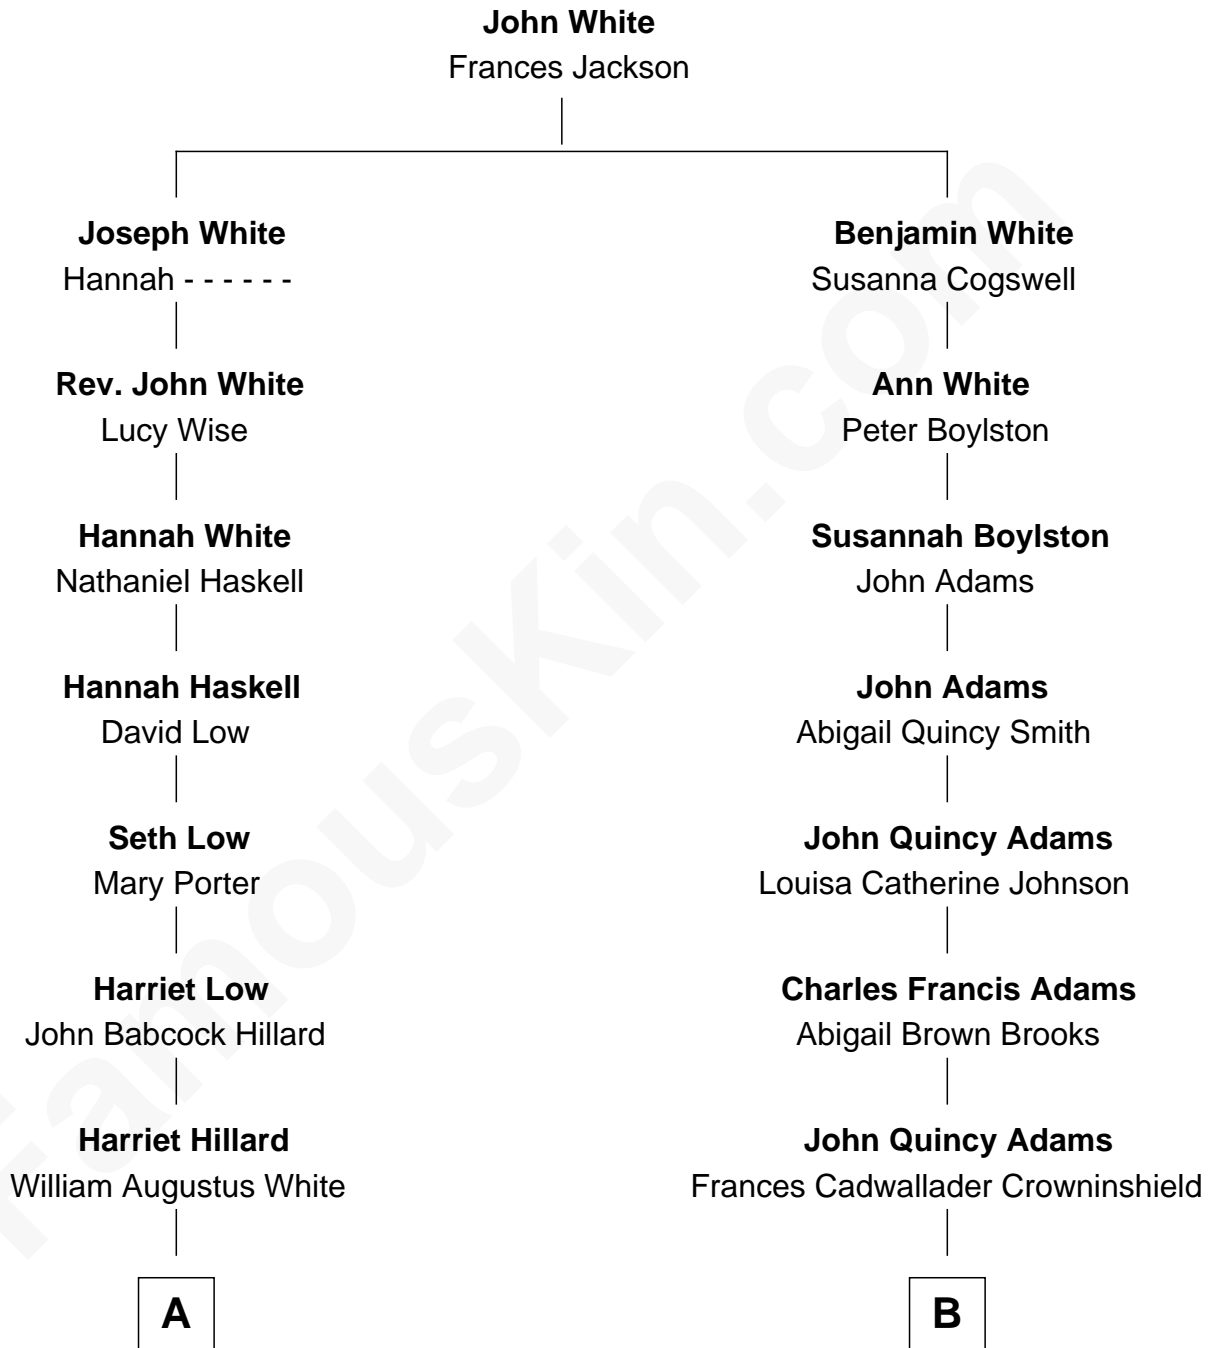 John White
Frances Jackson
Joseph White
Hannah - - - - - -
Benjamin White
Susanna Cogswell
Rev. John White
Lucy Wise
Ann White
Peter Boylston
Hannah White
Nathaniel Haskell
Susannah Boylston
John Adams
Hannah Haskell
David Low
John Adams
Abigail Quincy Smith
Seth Low
Mary Porter
John Quincy Adams
Louisa Catherine Johnson
Harriet Low
John Babcock Hillard
Charles Francis Adams
Abigail Brown Brooks
Harriet Hillard
William Augustus White
John Quincy Adams
Frances Cadwallader Crowninshield
A
B
FamousKin.com